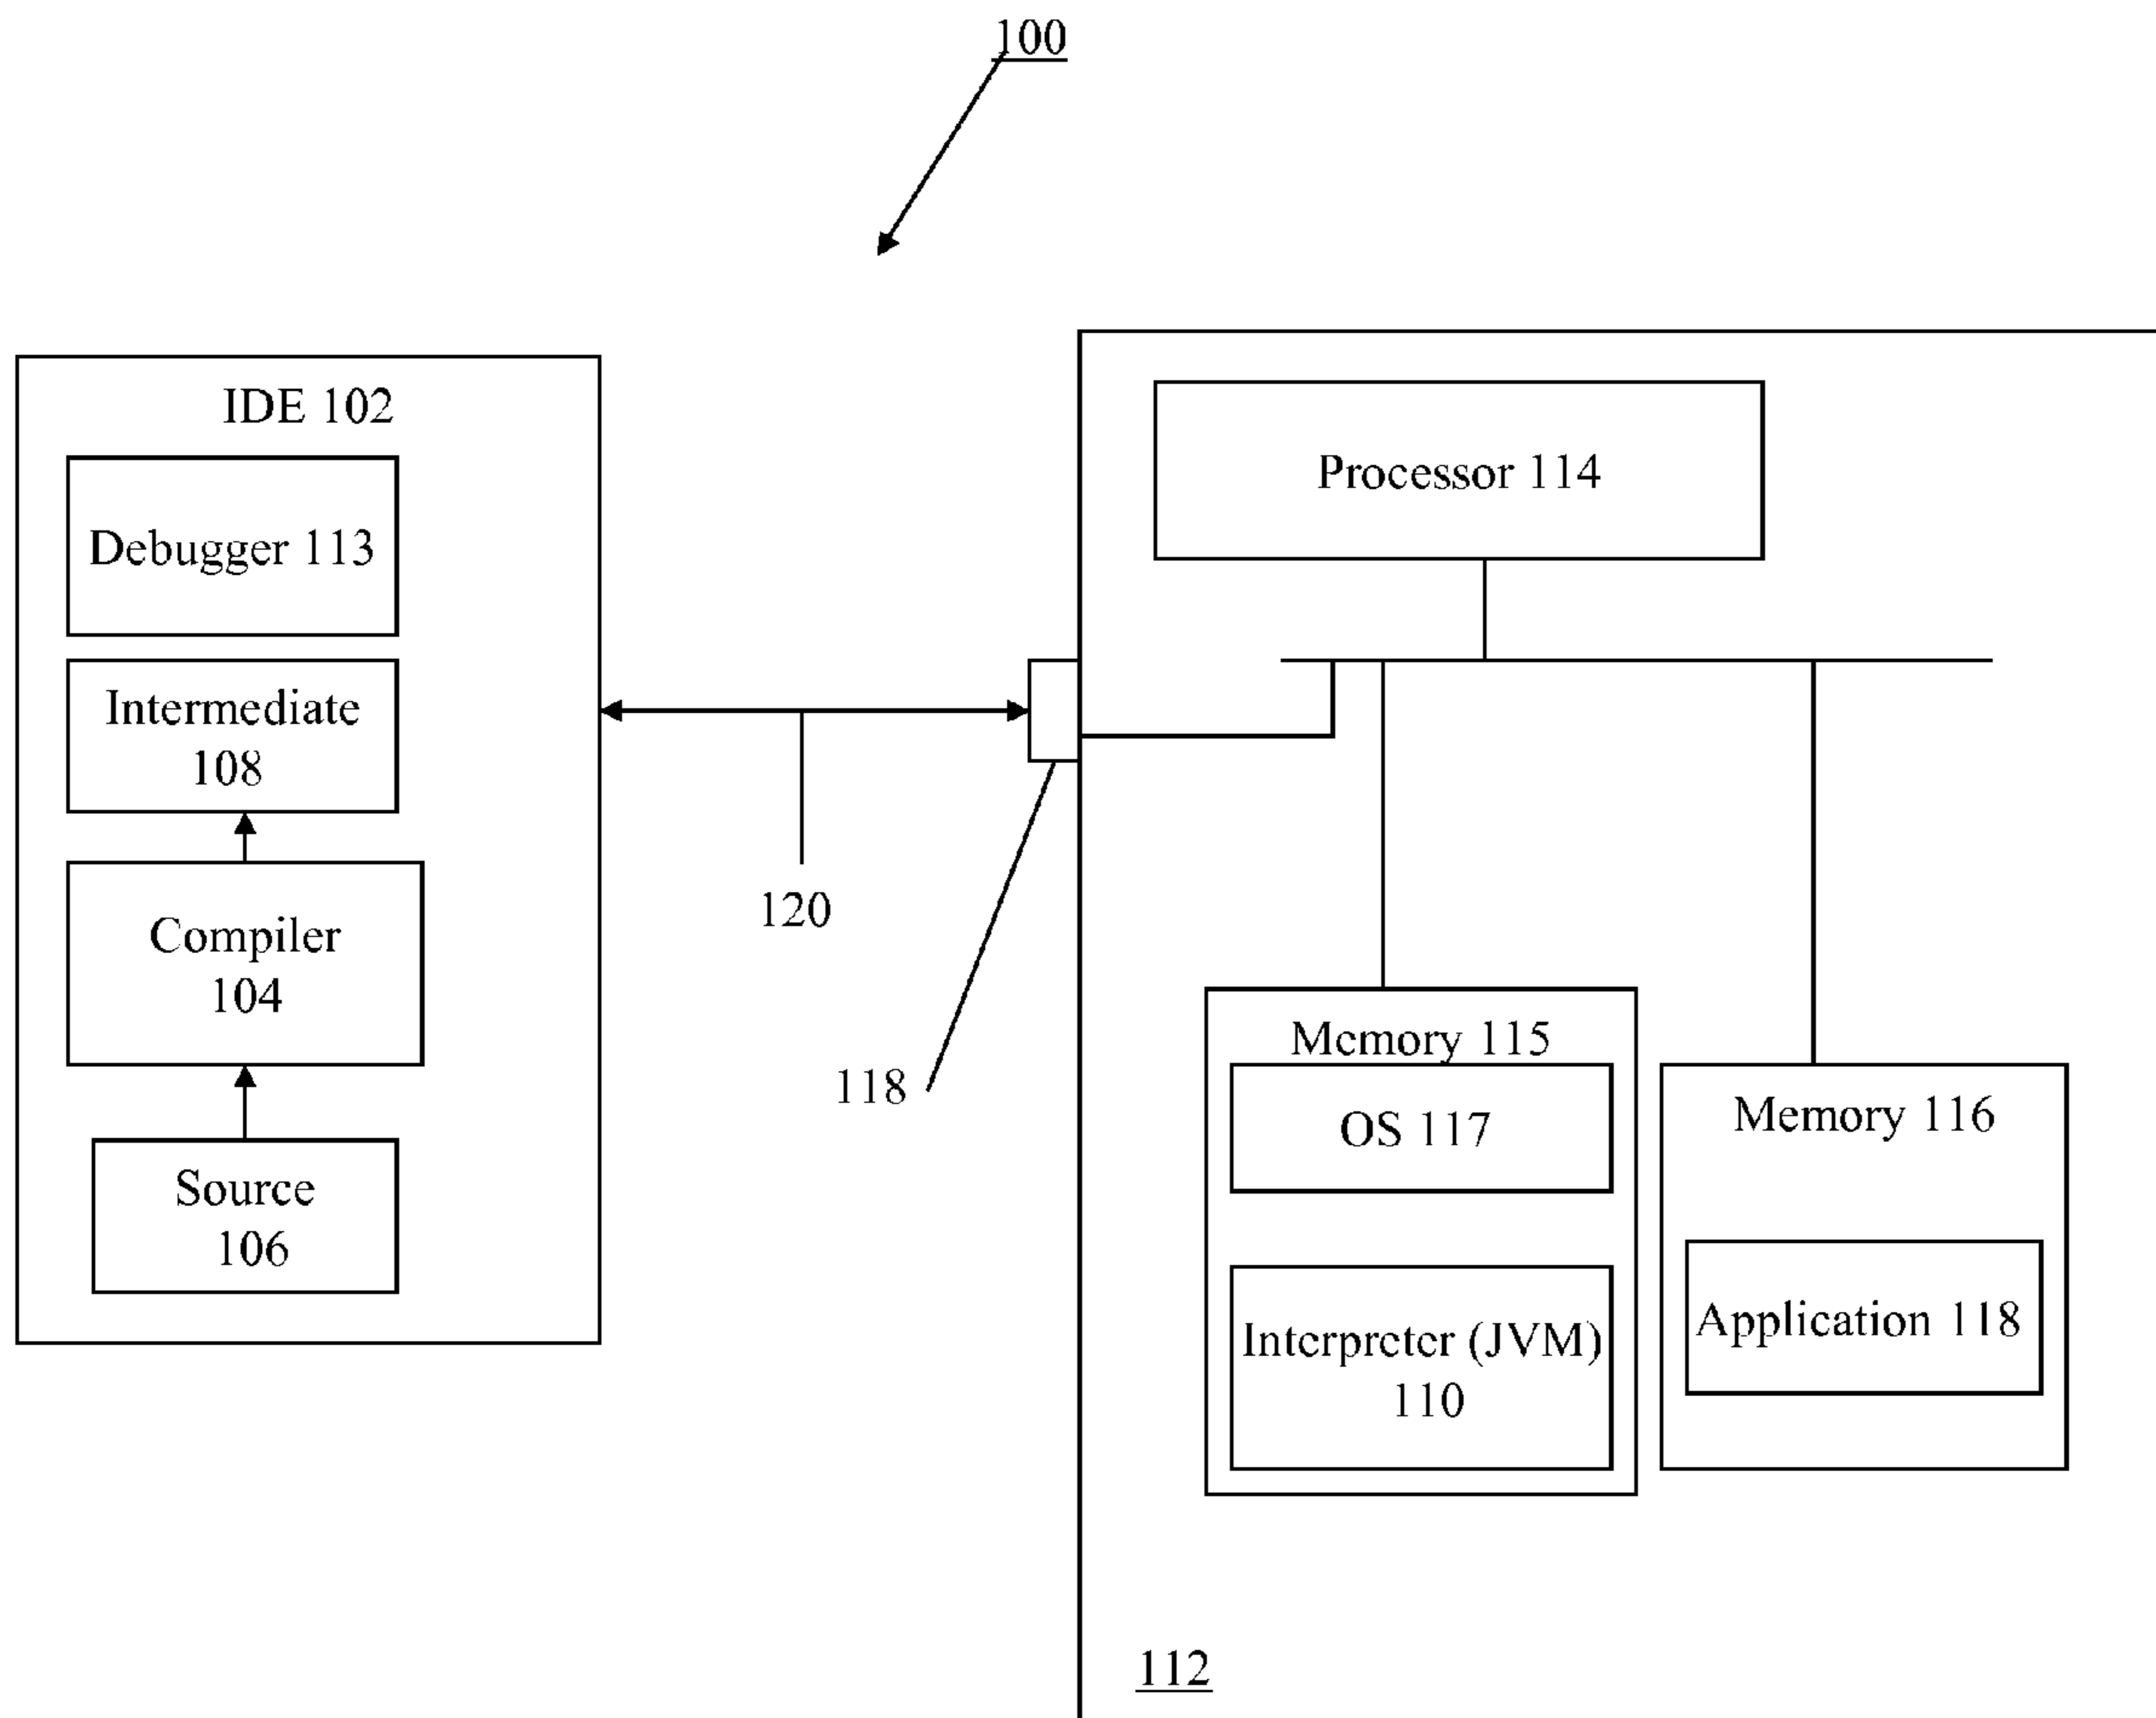 100
IDE 102
Debugger 113
Intermediate
108
Compiler
104
Source
106
120
118
Processor 114
Memory 115
OS 117
Interpreter (JVM)
110
Memory 116
Application 118
112